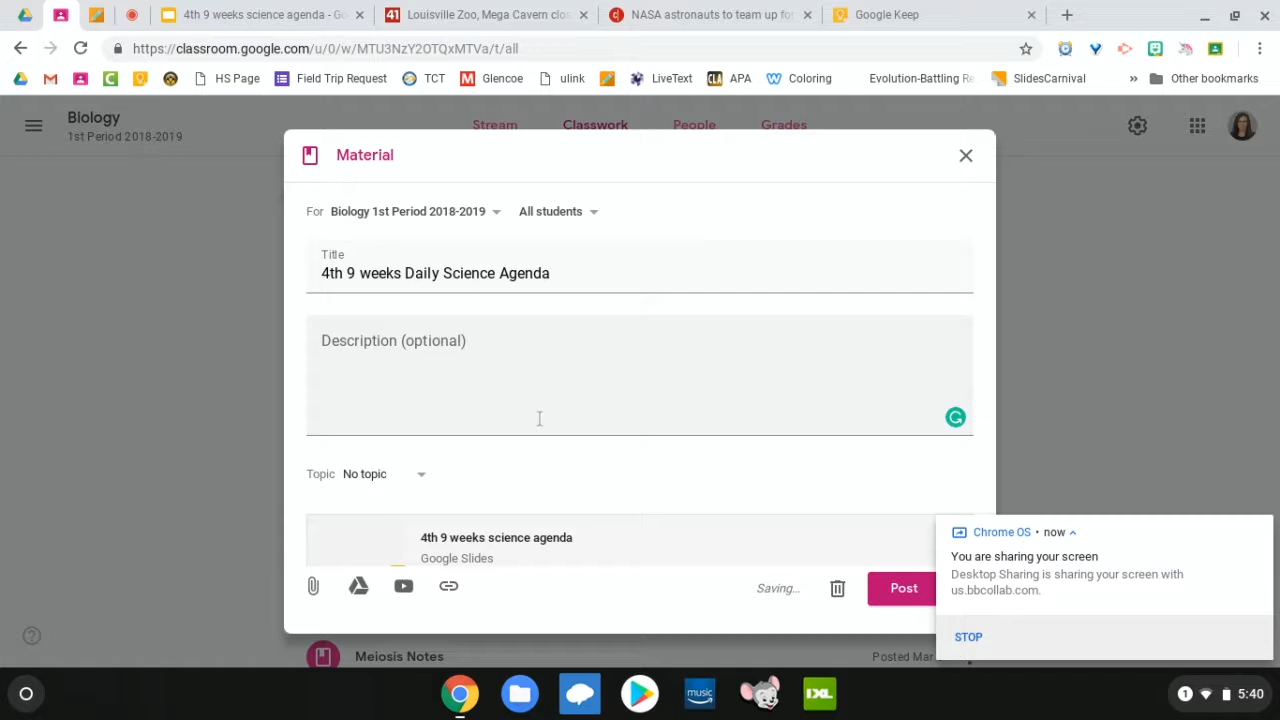 4th 9 weeks science agenda - Go
Louisville Zoo, Mega Cavern clos
NASA astronauts to team up for
Google Keep
https://classroom.google.com/u/0/w/MTU3NzY2OTQxMTVa/t/all
HS Page
Field Trip Request
TCT
Glencoe
ulink
LiveText
CLA
APA
Coloring
Evolution-Battling Re
SlidesCarnival
»
Other bookmarks
Biology
1st Period 2018-2019
Stream
Classwork
People
Grades
Material
For Biology 1st Period 2018-2019
All students
Title
4th 9 weeks Daily Science Agenda
Description (optional)
Topic No topic
4th 9 weeks science agenda
Google Slides
Saving...
Post
Chrome OS • now
You are sharing your screen
Desktop Sharing is sharing your screen with
us.bbcollab.com.
STOP
Meiosis Notes
Posted Mar
music
IXL
1
5:40